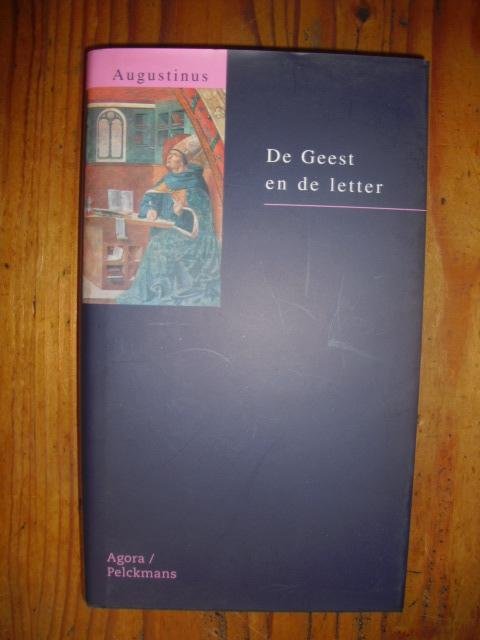 Augustinus
De Geest
en de letter
Agora /
Pelckmans